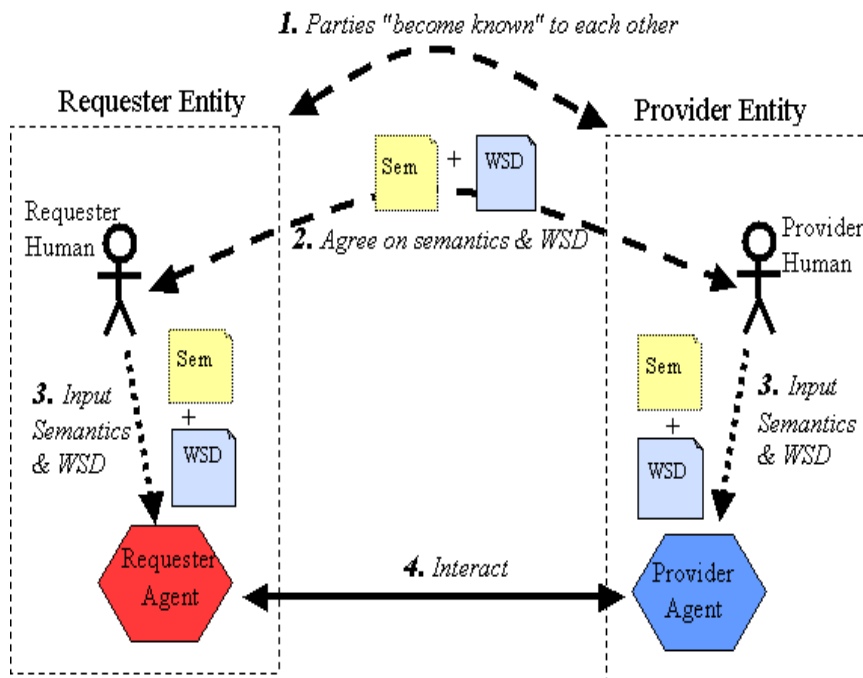 1. Parties "become known" to each other
Requester Entity
Provider Entity
Sem
+
WSD
Requester
Human
2. Agree on semantics & WSD
Provider
Human
3. Input
Semantics
& WSD
Sem
+
WSD
Sem
+
WSD
3. Input
Semantics
& WSD
Requester
Agent
4. Interact
Provider
Agent